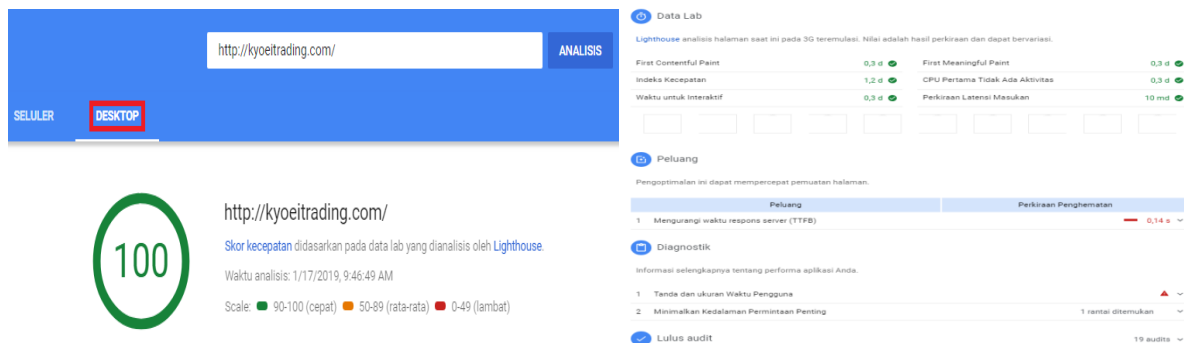 http://kyoeitrading.com/
ANALISIS
SELULER
DESKTOP
100
http://kyoeitrading.com/
Skor kecepatan didasarkan pada data lab yang dianalisis oleh Lighthouse.
Waktu analisis: 1/17/2019, 9:46:49 AM
Scale: 90-100 (cepat) 50-89 (rata-rata) 0-49 (lambat)
Data Lab
Lighthouse analisis halaman saat ini pada 3G teremulasi. Nilai adalah hasil perkiraan dan dapat bervariasi.
First Contentful Paint 0,3 d First Meaningful Paint 0,3 d
Indeks Kecepatan 1,2 d CPU Pertama Tidak Ada Aktivitas 0,3 d
Waktu untuk Interaktif 0,3 d Perkiraan Latensi Masukan 10 md
Peluang
Pengoptimalan ini dapat mempercepat pemuatan halaman.
Peluang Perkiraan Penghematan
1 Mengurangi waktu respons server (TTFB) 0,14 s
Diagnostik
Informasi selengkapnya tentang performa aplikasi Anda.
1 Tanda dan ukuran Waktu Pengguna
2 Minimalkan Kedalaman Permintaan Penting 1 rantai ditemukan
Lulus audit 19 audits